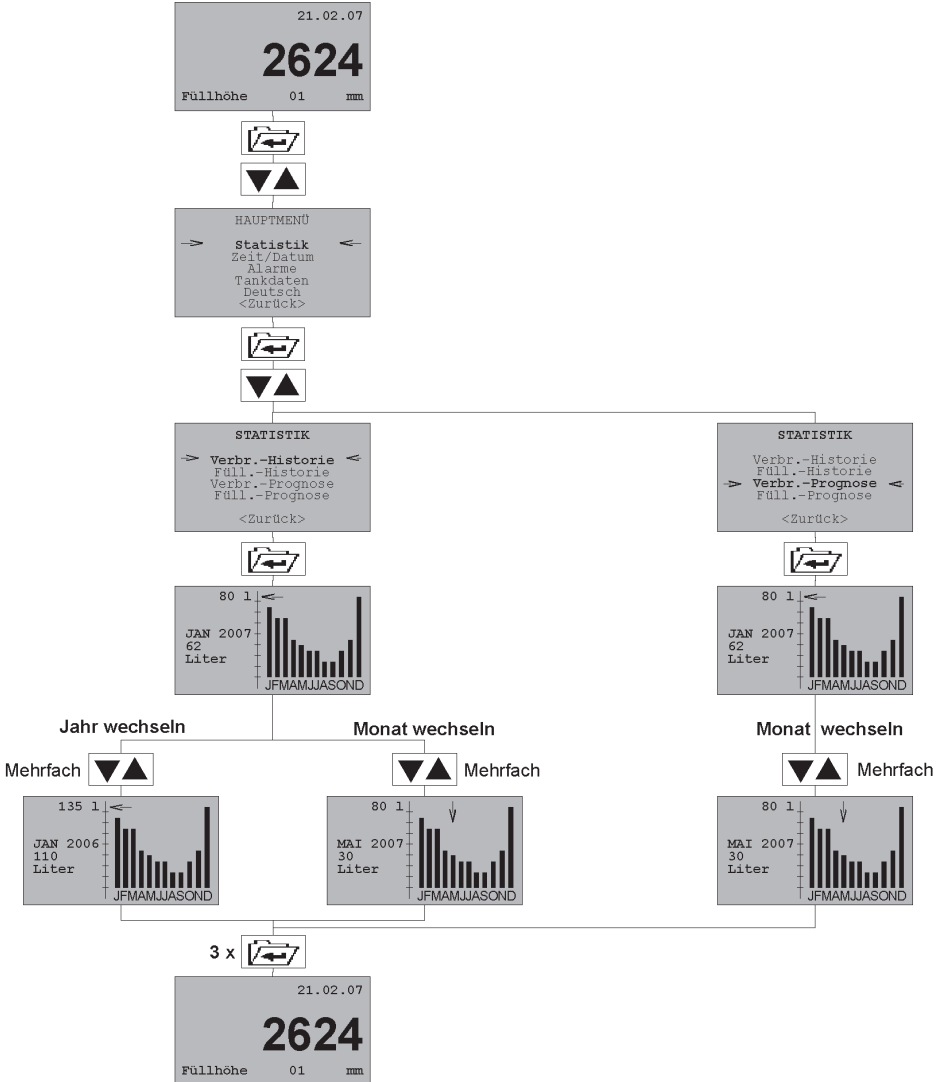 21.02.07
2624
Füllhöhe 01 mm
HAUPTMENÜ
Statistik
Zeit/Datum
Alarme
Tankdaten
Deutsch
<Zurück>
STATISTIK
Verbr.-Historie
Füll.-Historie
Verbr.-Prognose
Füll.-Prognose
<Zurück>
STATISTIK
Verbr.-Historie
Füll.-Historie
Verbr.-Prognose
Füll.-Prognose
<Zurück>
80 l
JAN 2007
62
Liter
JFMAMJJASOND
80 l
JAN 2007
62
Liter
JFMAMJJASOND
Jahr wechseln
Monat wechseln
Monat wechseln
Mehrfach
Mehrfach
Mehrfach
135 l
JAN 2006
110
Liter
JFMAMJJASOND
80 l
MAI 2007
30
Liter
JFMAMJJASOND
80 l
MAI 2007
30
Liter
JFMAMJJASOND
3 x
21.02.07
2624
Füllhöhe 01 mm